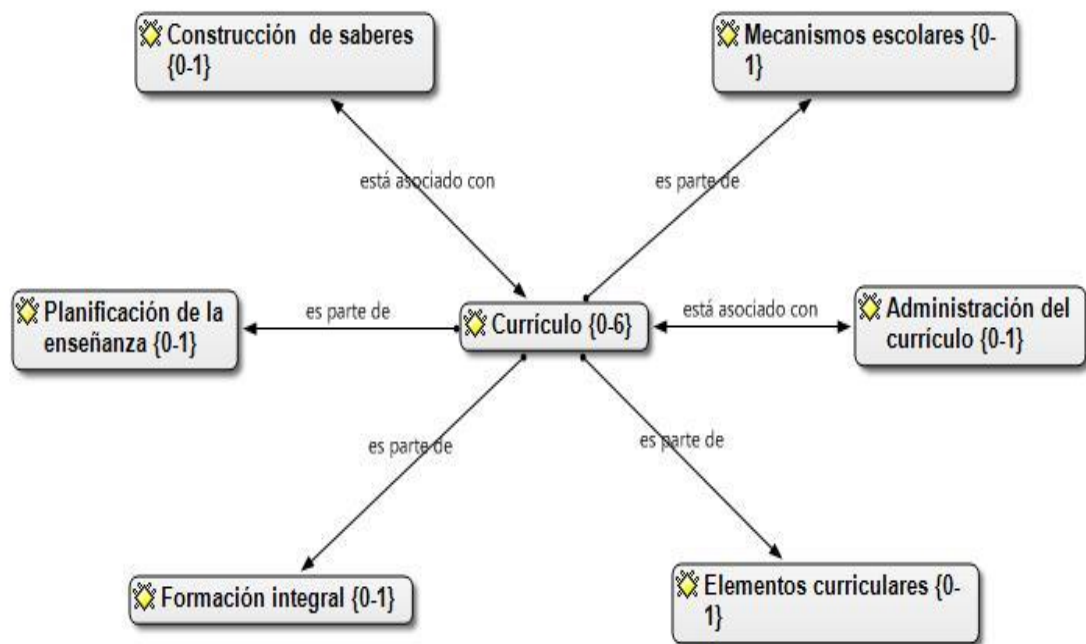 Construcción de saberes
{0-1}
Mecanismos escolares {0-
1}
está asociado con
es parte de
Planificación de la
enseñanza {0-1}
es parte de
Currículo {0-6}
está asociado con
Administración del
currículo {0-1}
es parte de
es parte de
Formación integral {0-1}
Elementos curriculares {0-
1}